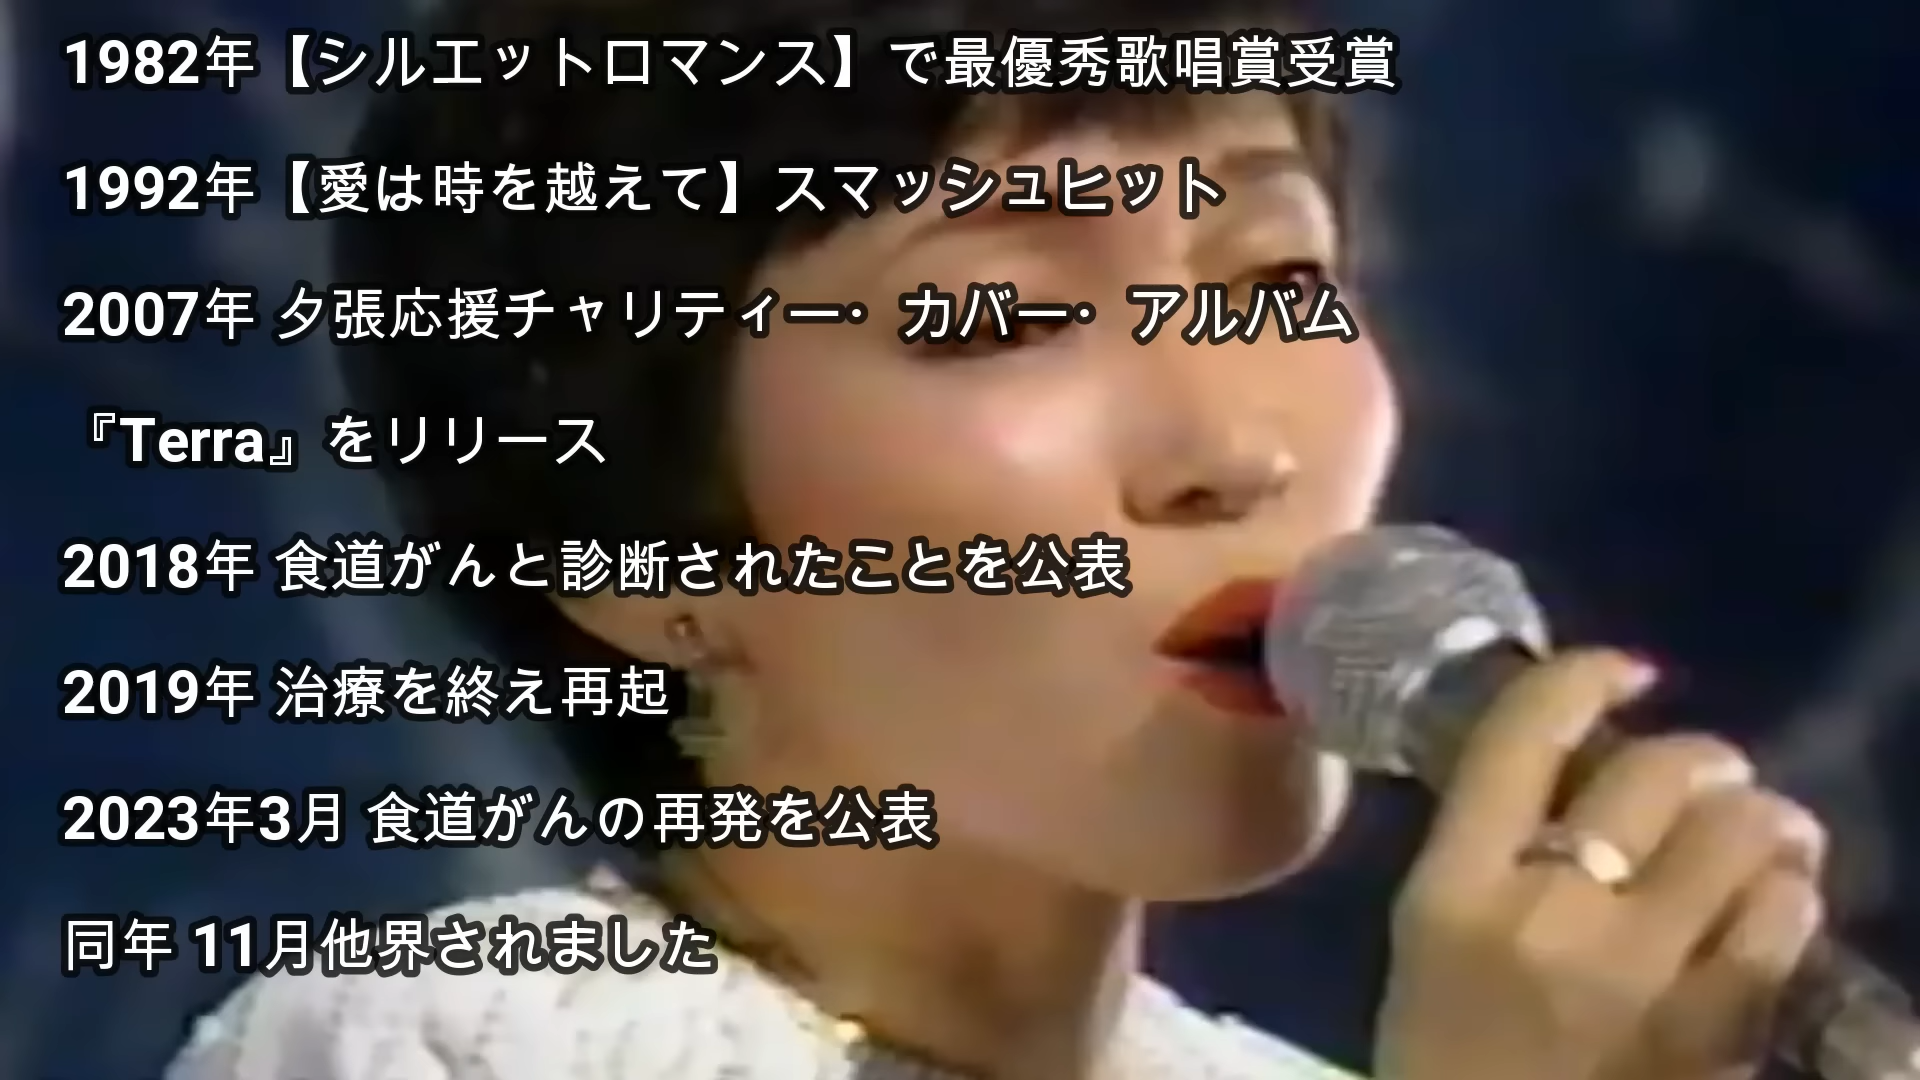 1982年【シルエットロマンス】で最優秀歌唱賞受賞
1992年【愛は時を越えて】スマッシュヒット
2007年 夕張応援チャリティー・カバー・アルバム
『Terra』をリリース
2018年 食道がんと診断されたことを公表
2019年 治療を終え再起
2023年3月 食道がんの再発を公表
同年 11月他界されました